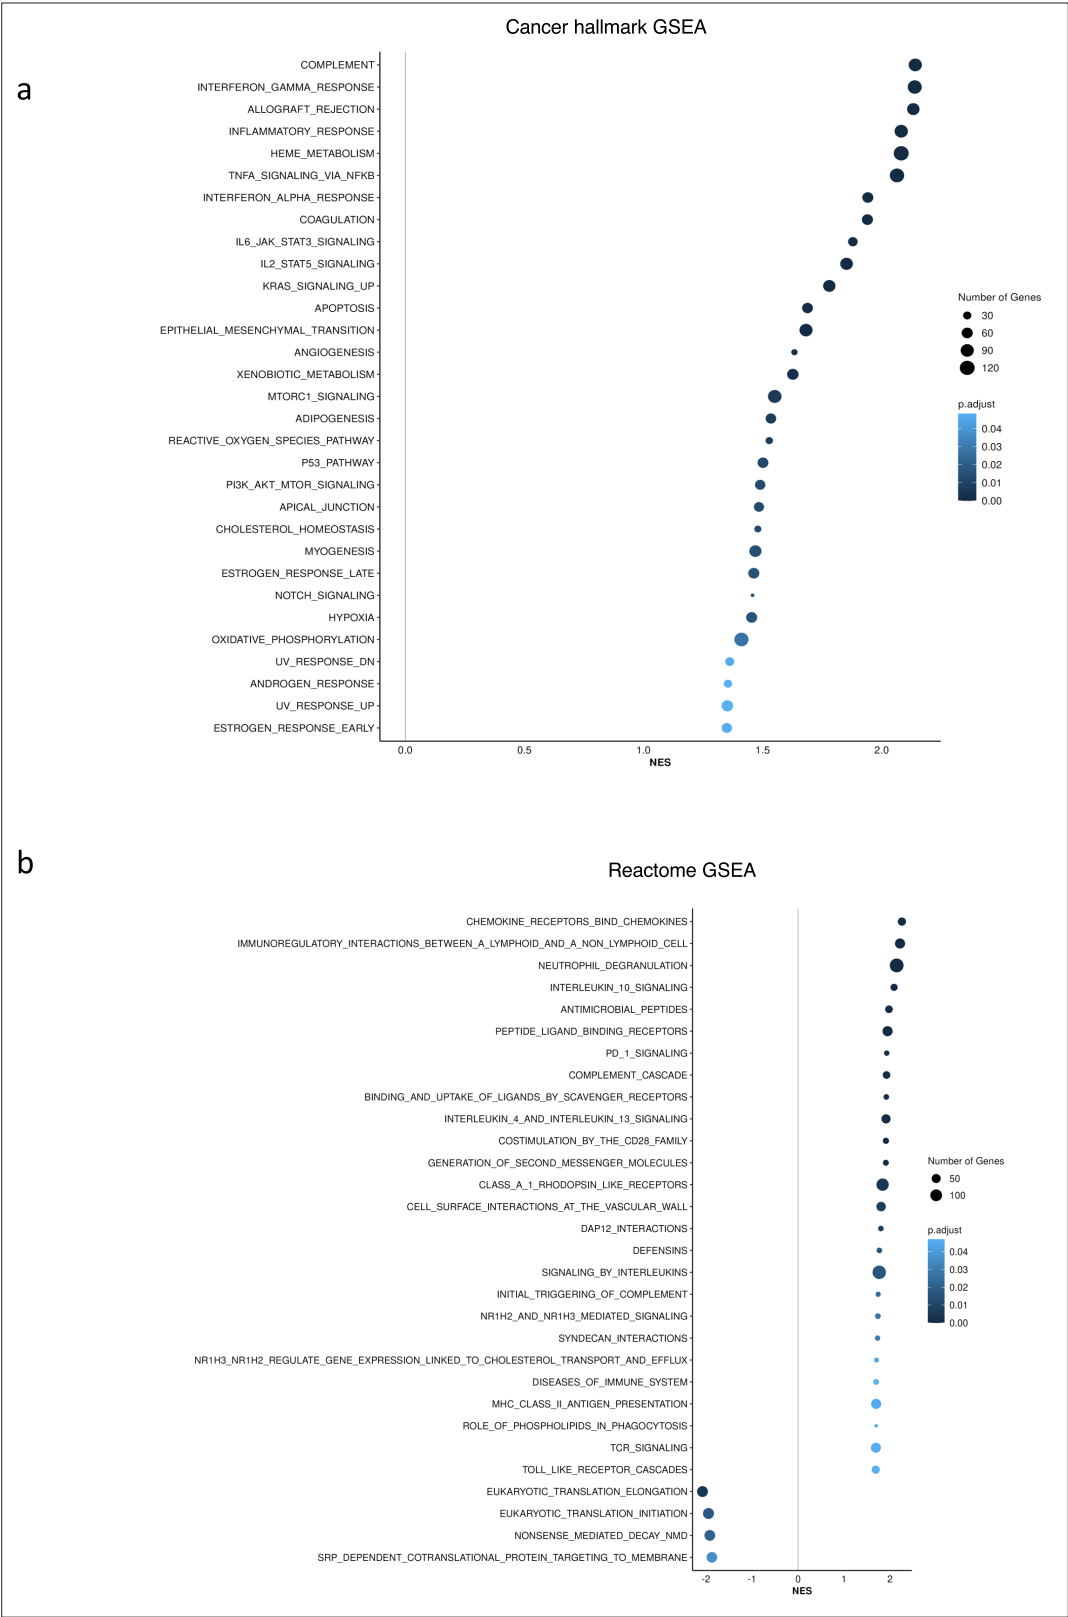 Cancer hallmark GSEA
a
COMPLEMENT
INTERFERON_GAMMA_RESPONSE
ALLOGRAFT_REJECTION
INFLAMMATORY_RESPONSE
HEME_METABOLISM
TNFA_SIGNALING_VIA_NFKB
INTERFERON_ALPHA_RESPONSE
COAGULATION
IL6_JAK_STAT3_SIGNALING
IL2_STAT5_SIGNALING
KRAS_SIGNALING_UP
APOPTOSIS
EPITHELIAL_MESENCHYMAL_TRANSITION
ANGIOGENESIS
XENOBIOTIC_METABOLISM
MTORC1_SIGNALING
ADIPOGENESIS
REACTIVE_OXYGEN_SPECIES_PATHWAY
P53_PATHWAY
PI3K_AKT_MTOR_SIGNALING
APICAL_JUNCTION
CHOLESTEROL_HOMEOSTASIS
MYOGENESIS
ESTROGEN_RESPONSE_LATE
NOTCH_SIGNALING
HYPOXIA
OXIDATIVE_PHOSPHORYLATION
UV_RESPONSE_DN
ANDROGEN_RESPONSE
UV_RESPONSE_UP
ESTROGEN_RESPONSE_EARLY
0.0 0.5 1.0 1.5 2.0
NES
Number of Genes
30
60
90
120
p.adjust
0.04
0.03
0.02
0.01
0.00
b
Reactome GSEA
CHEMOKINE_RECEPTORS_BIND_CHEMOKINES
IMMUNOREGULATORY_INTERACTIONS_BETWEEN_A_LYMPHOID_AND_A_NON_LYMPHOID_CELL
NEUTROPHIL_DEGRANULATION
INTERLEUKIN_10_SIGNALING
ANTIMICROBIAL_PEPTIDES
PEPTIDE_LIGAND_BINDING_RECEPTORS
PD_1_SIGNALING
COMPLEMENT_CASCADE
BINDING_AND_UPTAKE_OF_LIGANDS_BY_SCAVENGER_RECEPTORS
INTERLEUKIN_4_AND_INTERLEUKIN_13_SIGNALING
COSTIMULATION_BY_THE_CD28_FAMILY
GENERATION_OF_SECOND_MESSENGER_MOLECULES
CLASS_A_1_RHODOPSIN_LIKE_RECEPTORS
CELL_SURFACE_INTERACTIONS_AT_THE_VASCULAR_WALL
DAP12_INTERACTIONS
DEFENSINS
SIGNALING_BY_INTERLEUKINS
INITIAL_TRIGGERING_OF_COMPLEMENT
NR1H2_AND_NR1H3_MEDIATED_SIGNALING
SYNDECAN_INTERACTIONS
NR1H3_NR1H2_REGULATE_GENE_EXPRESSION_LINKED_TO_CHOLESTEROL_TRANSPORT_AND_EFFLUX
DISEASES_OF_IMMUNE_SYSTEM
MHC_CLASS_II_ANTIGEN_PRESENTATION
ROLE_OF_PHOSPHOLIPIDS_IN_PHAGOCYTOSIS
TCR_SIGNALING
TOLL_LIKE_RECEPTOR_CASCADES
EUKARYOTIC_TRANSLATION_ELONGATION
EUKARYOTIC_TRANSLATION_INITIATION
NONSENSE_MEDIATED_DECAY_NMD
SRP_DEPENDENT_COTRANSLATIONAL_PROTEIN_TARGETING_TO_MEMBRANE
-2 -1 0 1 2
NES
Number of Genes
50
100
p.adjust
0.04
0.03
0.02
0.01
0.00